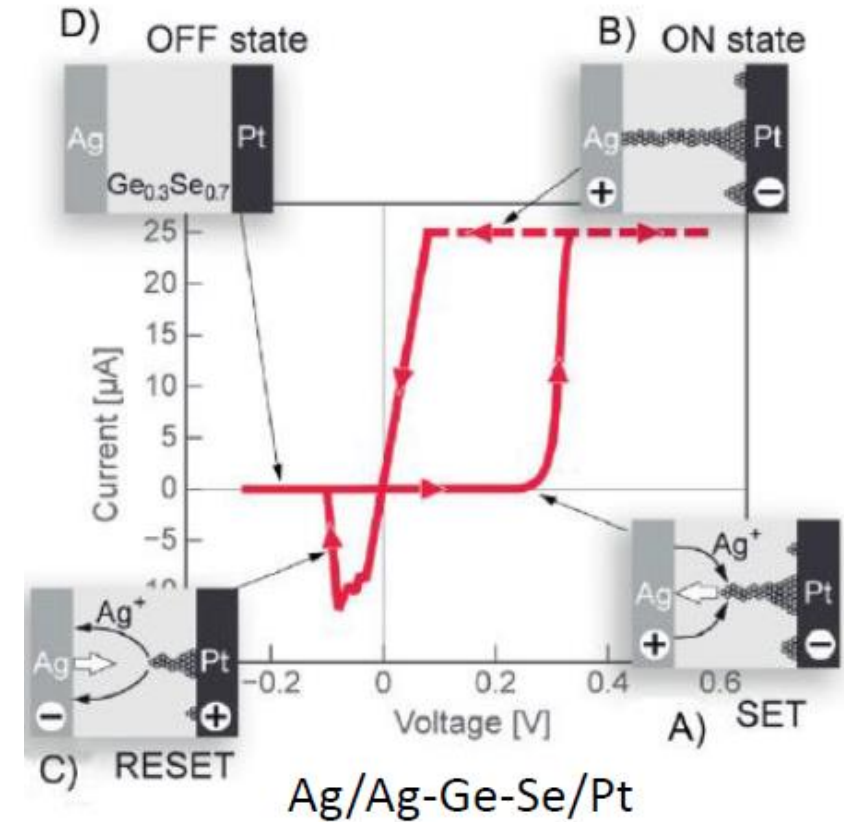 D)
OFF state
B)
ON state
Ag
Pt
Ge0.3Se0.7
Ag
Pt
+
−
25
20
15
10
5
0
−5
Current [μA]
Ag+
Ag
Pt
−
+
C)
RESET
Ag+
Ag
Pt
+
−
A)
SET
−0.2
0
0.2
0.4
0.6
Voltage [V]
Ag/Ag-Ge-Se/Pt